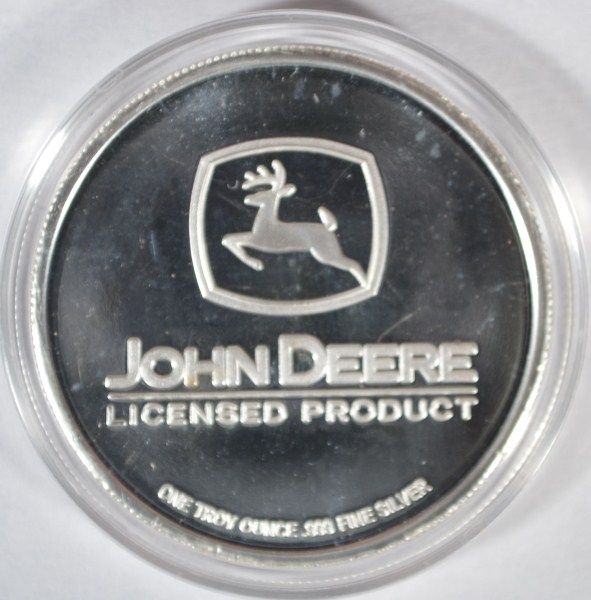 JOHN DEERE
LICENSED PRODUCT
ONE TROY OUNCE .999 FINE SILVER